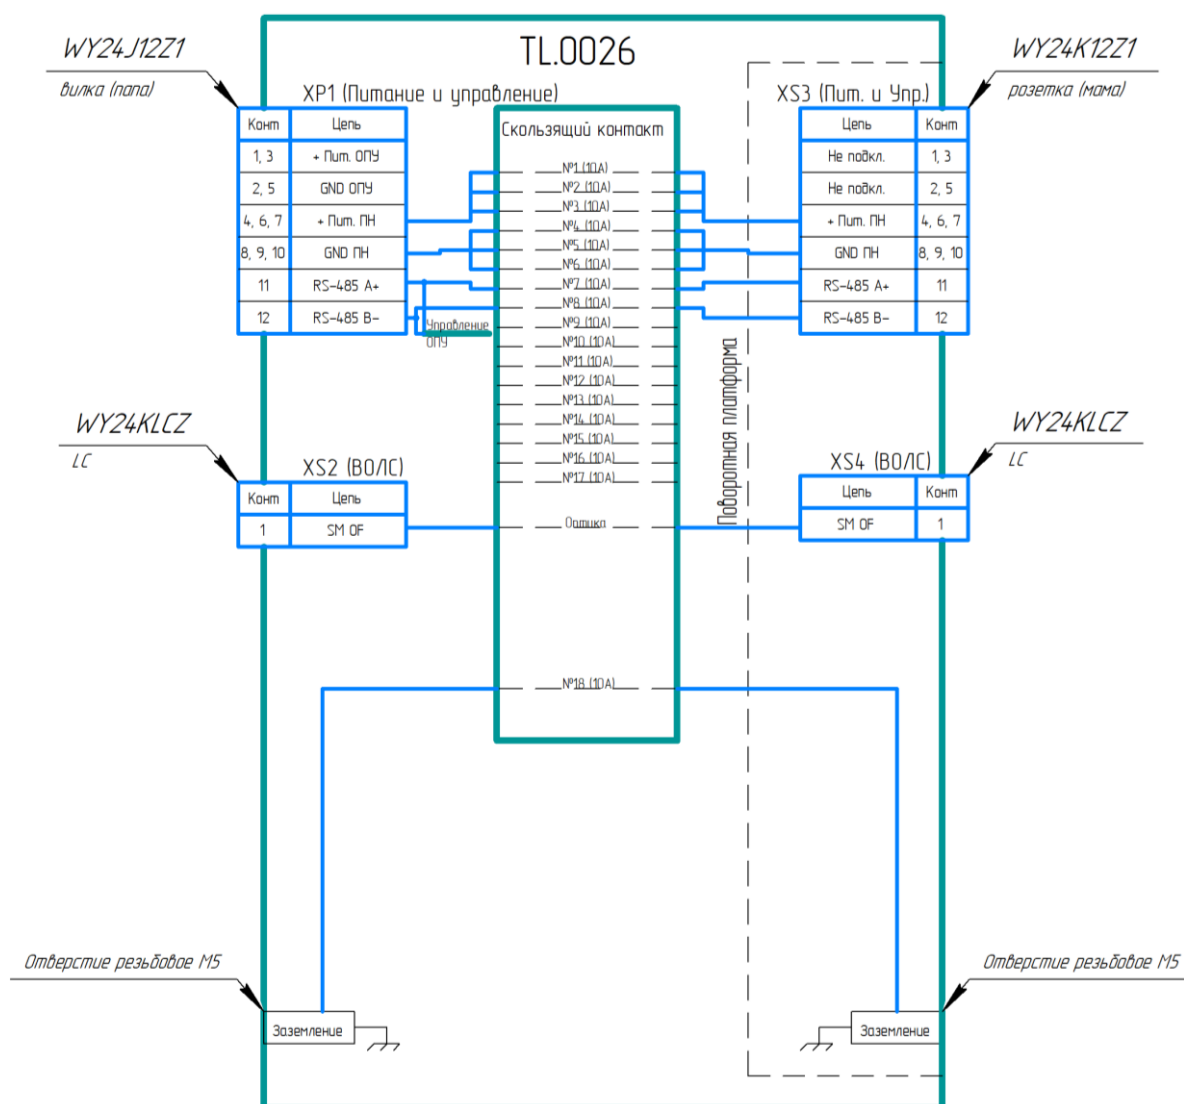 TL.0026
WY24J12Z1
вилка (папа)
XP1 (Питание и управление)
Конт Цепь
1, 3 + Пит. ОПУ
2, 5 GND ОПУ
4, 6, 7 + Пит. ПН
8, 9, 10 GND ПН
11 RS-485 A+
12 RS-485 B-
Управление
ОПУ
Скользящий контакт
№1 (10А)
№2 (10А)
№3 (10А)
№4 (10А)
№5 (10А)
№6 (10А)
№7 (10А)
№8 (10А)
№9 (10А)
№10 (10А)
№11 (10А)
№12 (10А)
№13 (10А)
№14 (10А)
№15 (10А)
№16 (10А)
№17 (10А)
Оптика
№18 (10А)
WY24K12Z1
розетка (мама)
XS3 (Пит. и Упр.)
Цепь Конт
Не подкл. 1, 3
Не подкл. 2, 5
+ Пит. ПН 4, 6, 7
GND ПН 8, 9, 10
RS-485 A+ 11
RS-485 B- 12
Поворотная платформа
WY24KLCZ
LC
XS2 (ВОЛС)
Конт Цепь
1 SM OF
WY24KLCZ
LC
XS4 (ВОЛС)
Цепь Конт
SM OF 1
Отверстие резьбовое М5
Заземление
Отверстие резьбовое М5
Заземление